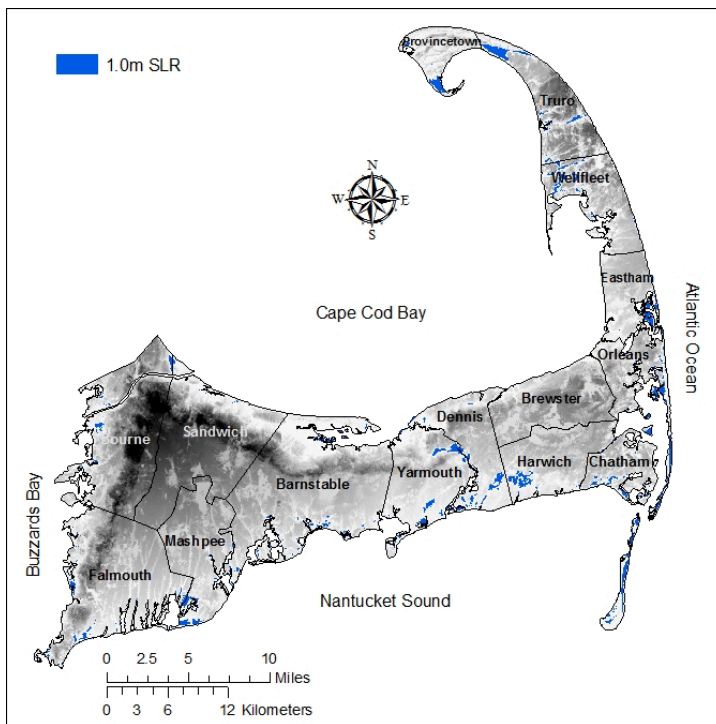 Provincetown
1.0m SLR
Truro
N
Wellfleet
W E
S
Eastham
Cape Cod Bay
Atlantic Ocean
Orleans
Brewster
Dennis
Bourne
Sandwich
Yarmouth
Harwich
Chatham
Barnstable
Buzzards Bay
Mashpee
Falmouth
Nantucket Sound
0 2.5 5 10
Miles
0 3 6 12 Kilometers